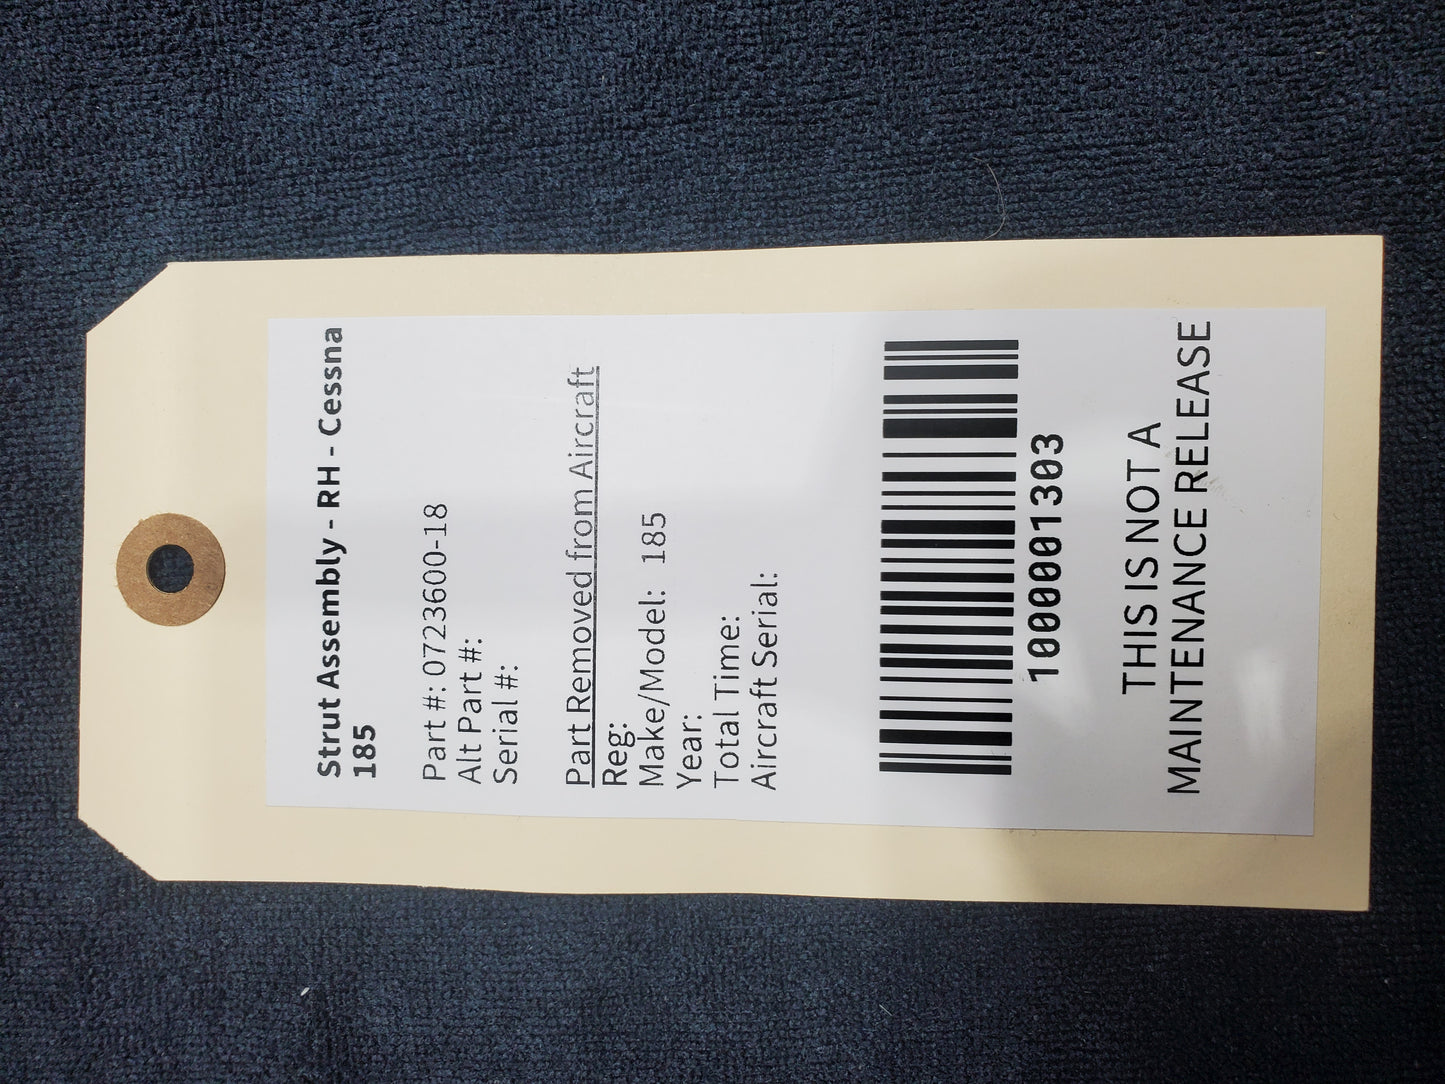 Strut Assembly - RH - Cessna
185
Part #: 0723600-18
Alt Part #:
Serial #:
Part Removed from Aircraft
Reg:
Make/Model: 185
Year:
Total Time:
Aircraft Serial:
1000001303
THIS IS NOT A
MAINTENANCE RELEASE